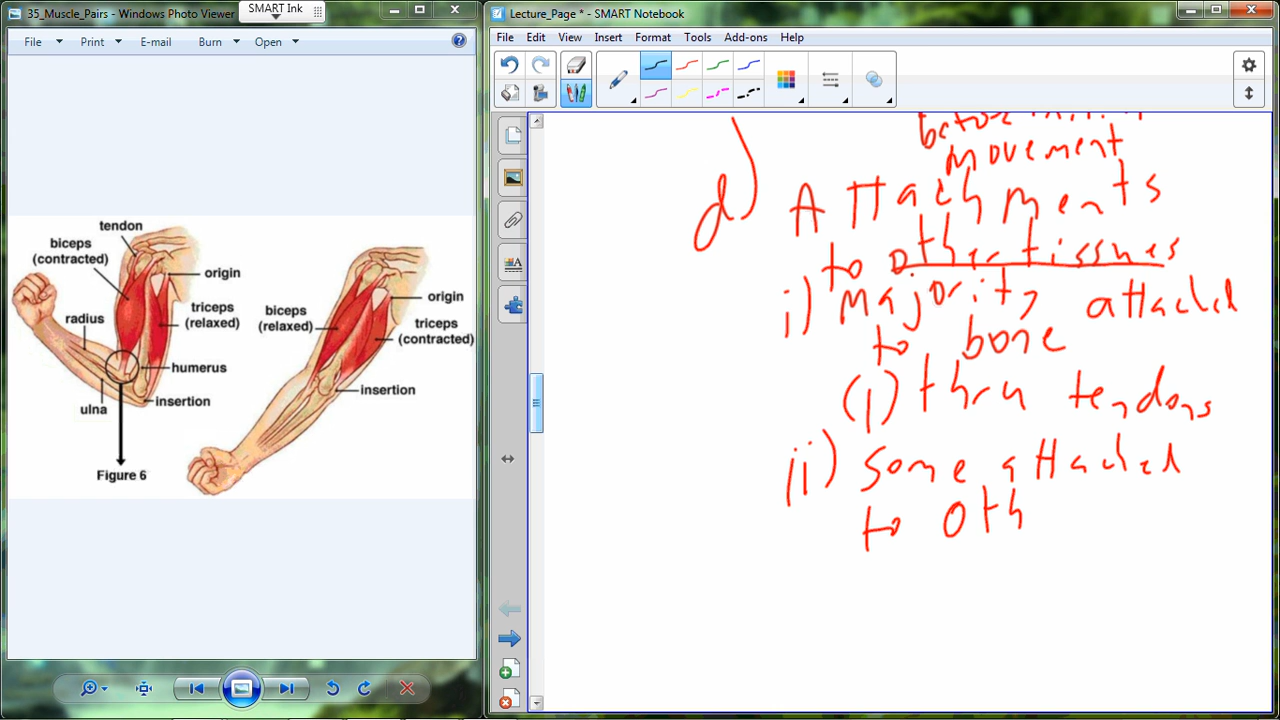 35_Muscle_Pairs - Windows Photo Viewer
SMART Ink
File Print E-mail Burn Open
tendon
biceps
(contracted)
origin
triceps
(relaxed)
radius
humerus
ulna
insertion
Figure 6
origin
biceps
(relaxed)
triceps
(contracted)
insertion
Lecture_Page * - SMART Notebook
File Edit View Insert Format Tools Add-ons Help
movement
d) Attachments
to other tissues
i) Majority attached
to bone
(1) thru tendons
ii) Some attached
to Oth